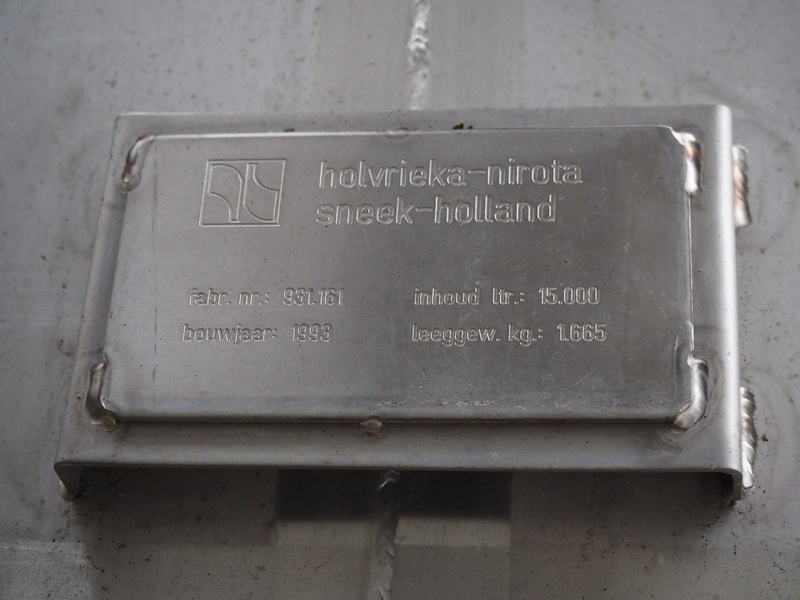 holvrieka-nirota
sneek-holland
fabr. nr.: 931.161 inhoud ltr.: 15.000
bouwjaar: 1993 leeggew. kg.: 1.665